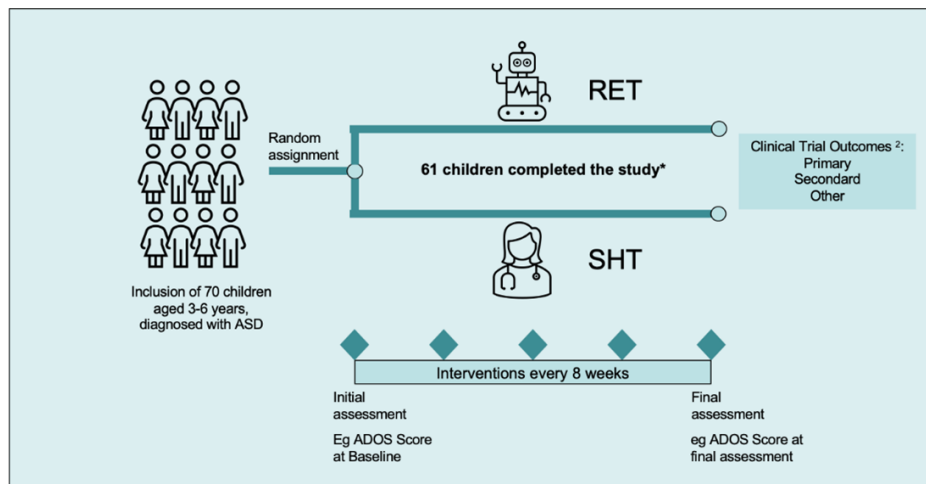 RET
Random
assignment
61 children completed the study*
Clinical Trial Outcomes ²:
Primary
Secondard
Other
SHT
Inclusion of 70 children
aged 3-6 years,
diagnosed with ASD
Interventions every 8 weeks
Initial
assessment
Eg ADOS Score
at Baseline
Final
assessment
eg ADOS Score at
final assessment